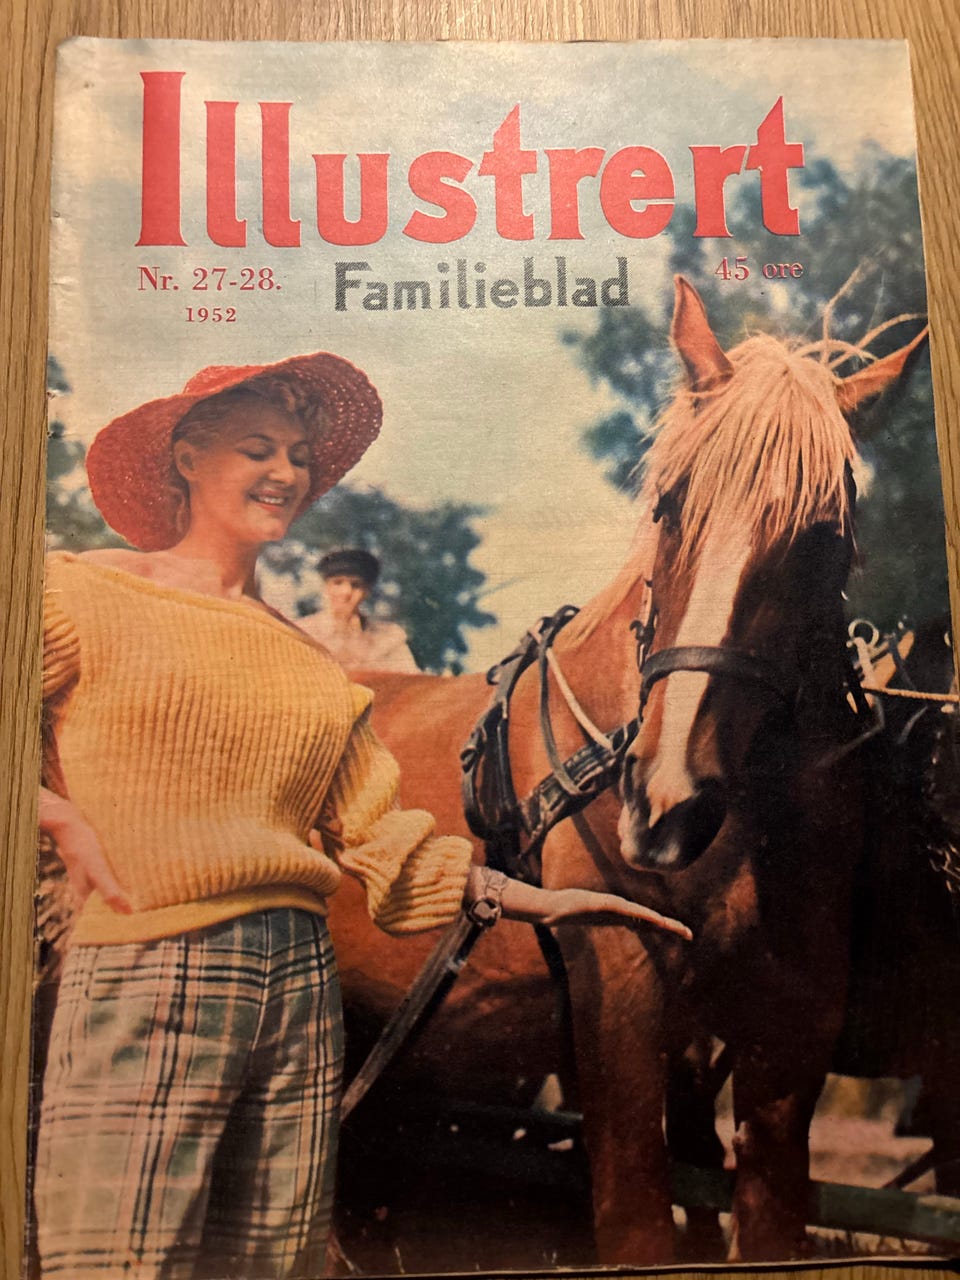 Illustrert
Nr. 27-28. Familieblad 45 øre
1952